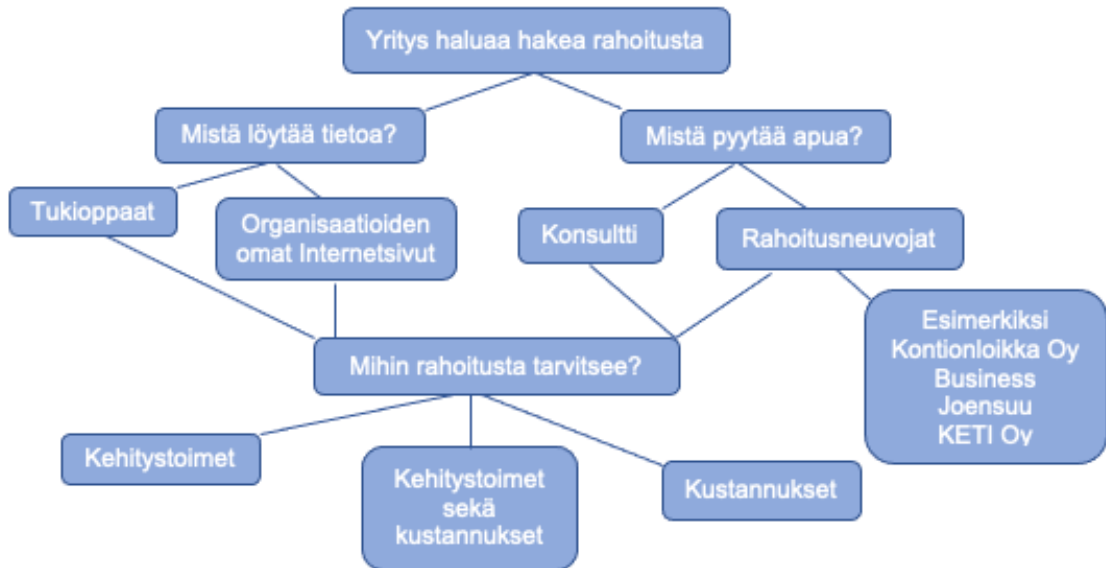 Yritys haluaa hakea rahoitusta
Mistä löytää tietoa?
Mistä pyytää apua?
Tukioppaat
Organisaatioiden
omat Internetsivut
Konsultti
Rahoitusneuvojat
Esimerkiksi
Kontionloikka Oy
Business
Joensuu
KETI Oy
Mihin rahoitusta tarvitsee?
Kehitystoimet
Kehitystoimet
sekä
kustannukset
Kustannukset